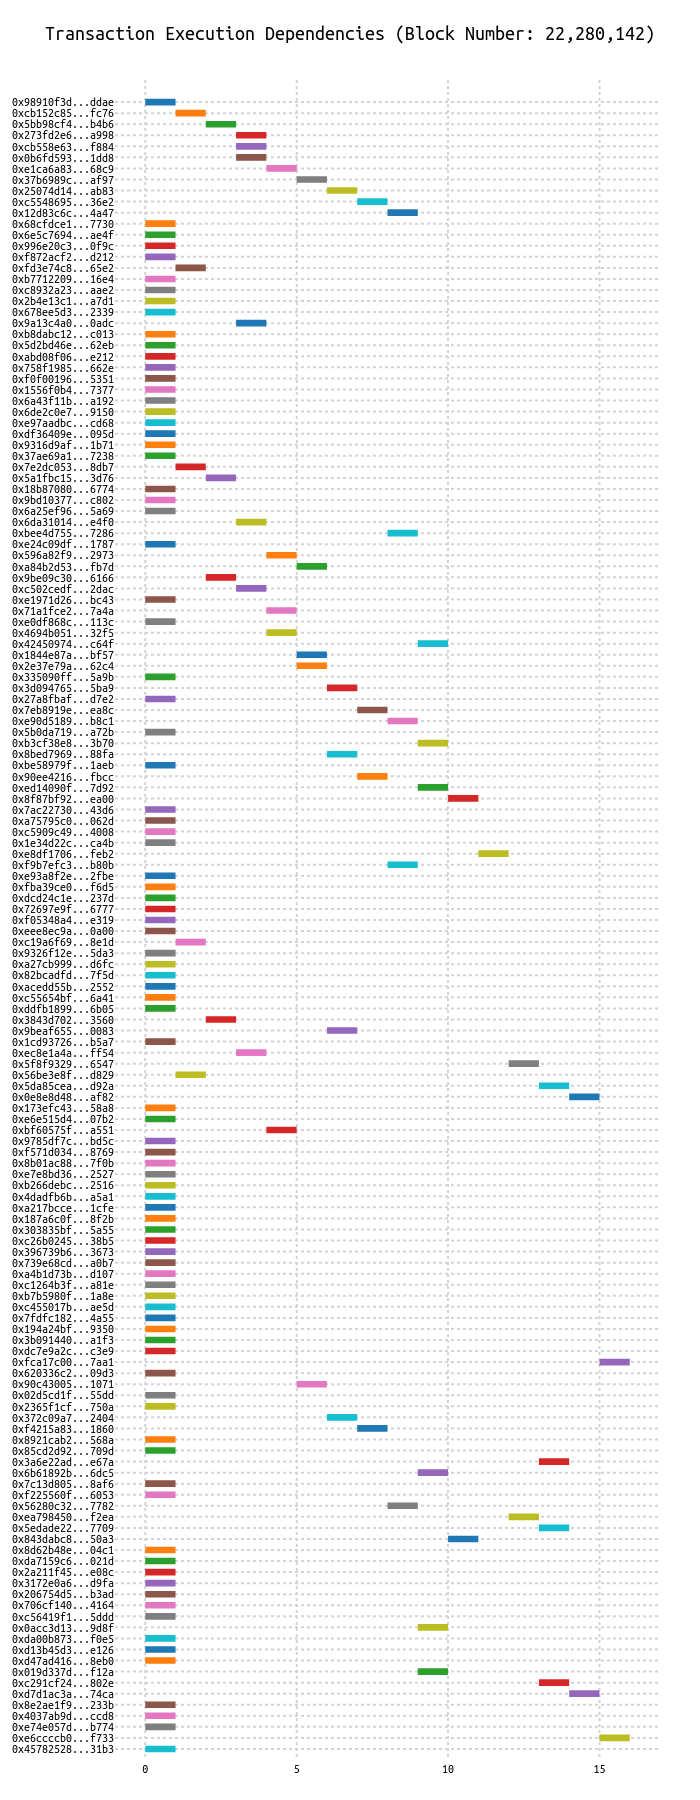 Transaction Execution Dependencies (Block Number: 22,280,142)
0x98910f3d...ddae
0xcb152c85...fc76
0x5bb98cf4...b4b6
0x273fd2e6...a998
0xcb558e63...f884
0x0b6fd593...1dd8
0xe1ca6a83...68c9
0x37b6989c...af97
0x25074d14...ab83
0xc5548695...36e2
0x12d83c6c...4a47
0x68cfdce1...7730
0x6e5c7694...ae4f
0x996e20c3...0f9c
0xf872acf2...d212
0xfd3e74c8...65e2
0xb7712209...16e4
0xc8932a23...aae2
0x2b4e13c1...a7d1
0x678ee5d3...2339
0x9a13c4a0...0adc
0xb8dabc12...c013
0x5d2bd46e...62eb
0xabd08f06...e212
0x758f1985...662e
0xf0f00196...5351
0x1556f0b4...7377
0x6a43f11b...a192
0x6de2c0e7...9150
0xe97aadbc...cd68
0xdf36409e...095d
0x9316d9af...1b71
0x37ae69a1...7238
0x7e2dc053...8db7
0x5a1fbc15...3d76
0x18b87080...6774
0x9bd10377...c802
0x6a25ef96...5a69
0x6da31014...e4f0
0xbee4d755...7286
0xe24c09df...1787
0x596a82f9...2973
0xa84b2d53...fb7d
0x9be09c30...6166
0xc502cedf...2dac
0xe1971d26...bc43
0x71a1fce2...7a4a
0xe0df868c...113c
0x4694b051...32f5
0x42450974...c64f
0x1844e87a...bf57
0x2e37e79a...62c4
0x335090ff...5a9b
0x3d094765...5ba9
0x27a8fbaf...d7e2
0x7eb8919e...ea8c
0xe90d5189...b8c1
0x5b0da719...a72b
0xb3cf38e8...3b70
0x8bed7969...88fa
0xbe58979f...1aeb
0x90ee4216...fbcc
0xed14090f...7d92
0x8f87bf92...ea00
0x7ac22730...43d6
0xa75795c0...062d
0xc5909c49...4008
0x1e34d22c...ca4b
0xe8df1706...feb2
0xf9b7efc3...b80b
0xe93a8f2e...2fbe
0xfba39ce0...f6d5
0xdcd24c1e...237d
0x72697e9f...6777
0xf05348a4...e319
0xeee8ec9a...0a00
0xc19a6f69...8e1d
0x9326f12e...5da3
0xa27cb999...d6fc
0x82bcadfd...7f5d
0xacedd55b...2552
0xc55654bf...6a41
0xddfb1899...6b05
0x3843d702...3560
0x9beaf655...0083
0x1cd93726...b5a7
0xec8e1a4a...ff54
0x5f8f9329...6547
0x56be3e8f...d829
0x5da85cea...d92a
0x0e8e8d48...af82
0x173efc43...58a8
0xe6e515d4...07b2
0xbf60575f...a551
0x9785df7c...bd5c
0xf571d034...8769
0x8b01ac88...7f0b
0xe7e8bd36...2527
0xb266debc...2516
0x4dadfb6b...a5a1
0xa217bcce...1cfe
0x187a6c0f...8f2b
0x303835bf...5a55
0xc26b0245...38b5
0x396739b6...3673
0x739e68cd...a0b7
0xa4b1d73b...d107
0xc1264b3f...a81e
0xb7b5980f...1a8e
0xc455017b...ae5d
0x7fdfc182...4a55
0x194a24bf...9350
0x3b091440...a1f3
0xdc7e9a2c...c3e9
0xfca17c00...7aa1
0x620336c2...09d3
0x90c43005...1071
0x02d5cd1f...55dd
0x2365f1cf...750a
0x372c09a7...2404
0xf4215a83...1860
0x8921cab2...568a
0x85cd2d92...709d
0x3a6e22ad...e67a
0x6b61892b...6dc5
0x7c13d805...8af6
0xf225560f...6053
0x56280c32...7782
0xea798450...f2ea
0x5edade22...7709
0x843dabc8...50a3
0x8d62b48e...04c1
0xda7159c6...021d
0x2a211f45...e08c
0x3172e0a6...d9fa
0x206754d5...b3ad
0x706cf140...4164
0xc56419f1...5ddd
0x0acc3d13...9d8f
0xda00b873...f0e5
0xd13b45d3...e126
0xd47ad416...8eb0
0x019d337d...f12a
0xc291cf24...802e
0xd7d1ac3a...74ca
0x8e2ae1f9...233b
0x4037ab9d...ccd8
0xe74e057d...b774
0xe6ccccb0...f733
0x45782528...31b3
0 5 10 15